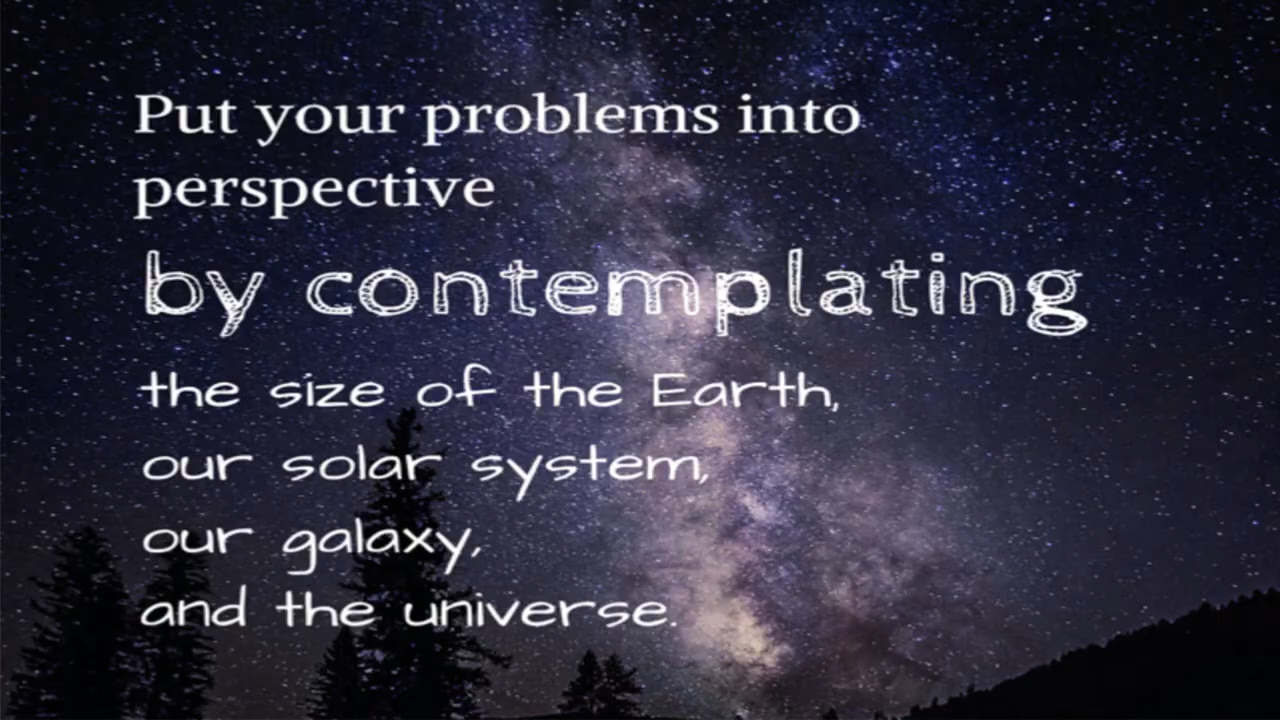 Put your problems into
perspective
by contemplating
the size of the Earth,
our solar system,
our galaxy,
and the universe.